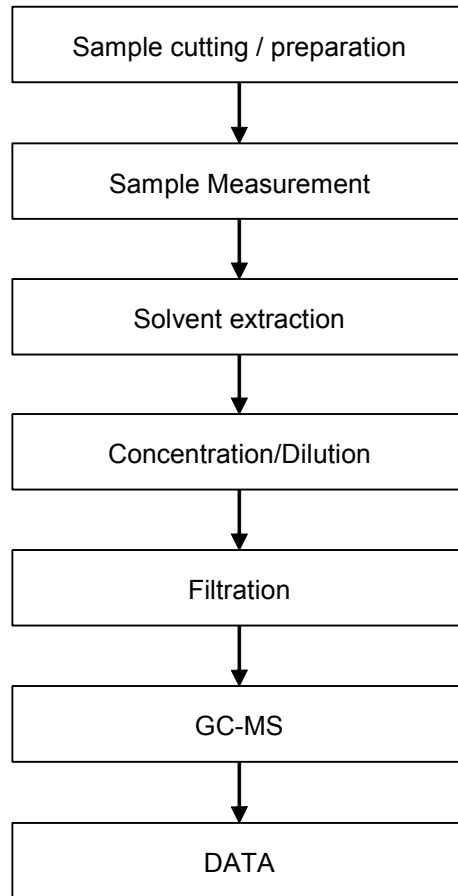 Sample cutting / preparation
Sample Measurement
Solvent extraction
Concentration/Dilution
Filtration
GC-MS
DATA